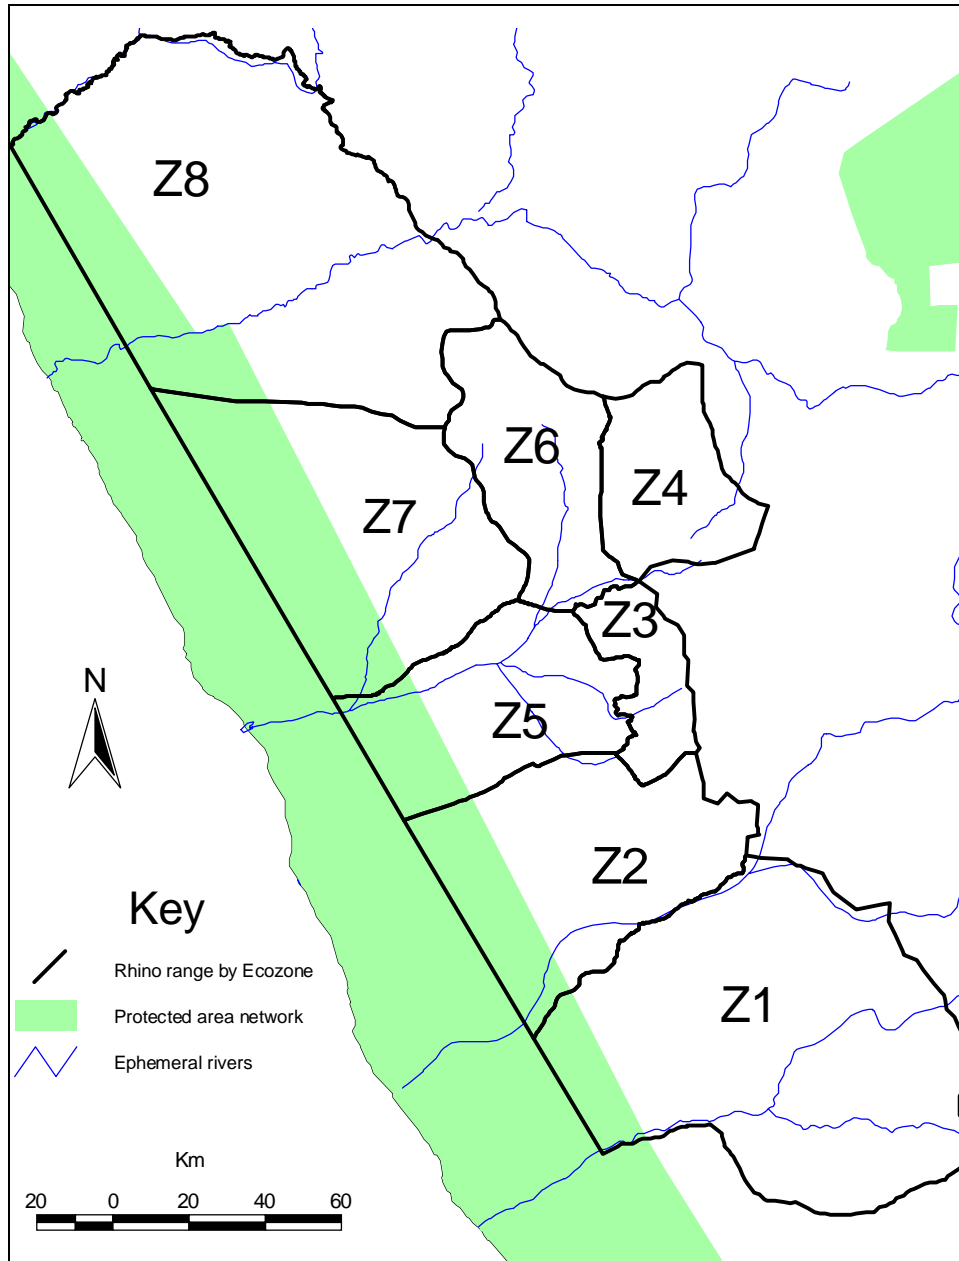 Z8
Z6
Z4
Z7
Z3
N
Z5
Z2
Key
Rhino range by Ecozone
Z1
Protected area network
Ephemeral rivers
Km
20 0 20 40 60